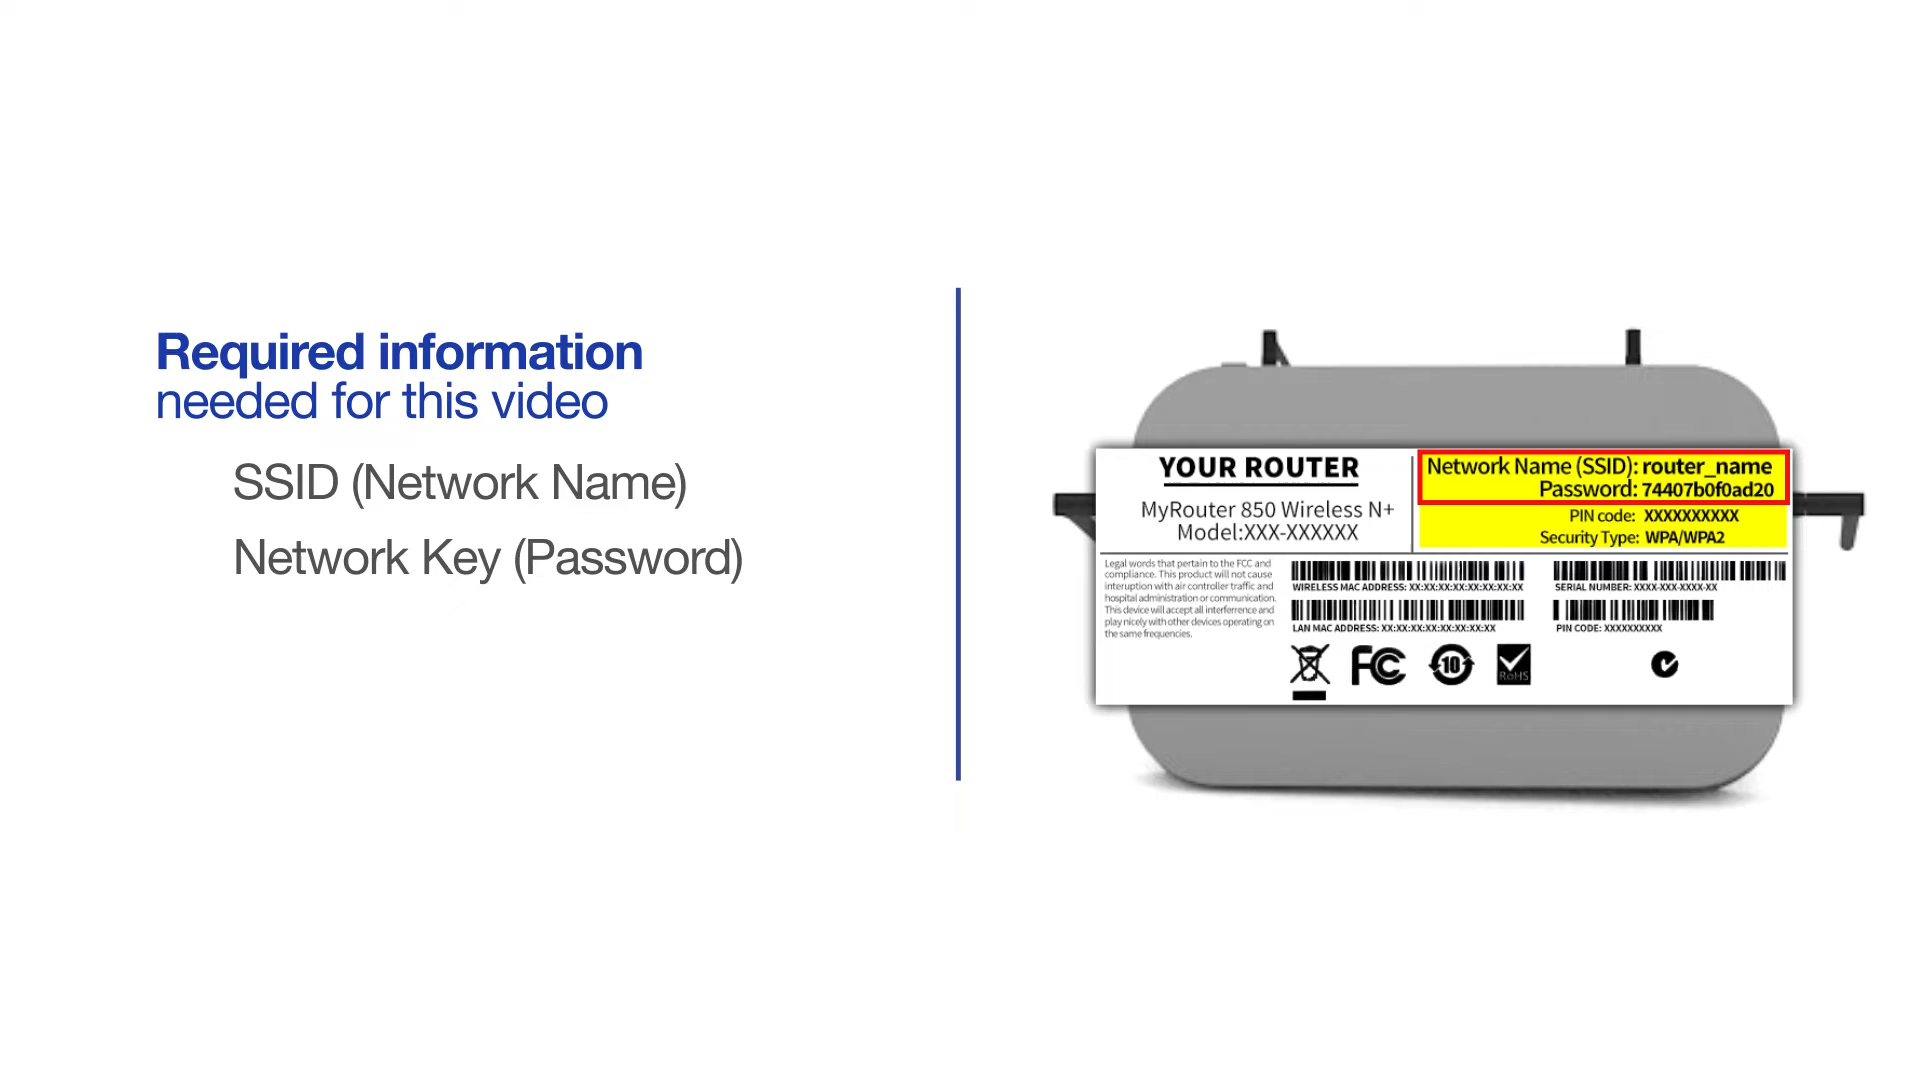 Required information
needed for this video
SSID (Network Name)
Network Key (Password)
YOUR ROUTER
MyRouter 850 Wireless N+
Model:XXX-XXXXXX
Network Name (SSID): router_name
Password: 74407b0f0ad20
PIN code: XXXXXXXXXX
Security Type: WPA/WPA2
Legal words that pertain to the FCC and
compliance. This product will not cause
interuption with air controller traffic and
hospital administration or communication.
This device will accept all interferrence and
play nicely with other devices operating on
the same frequencies.
WIRELESS MAC ADDRESS: XX:XX:XX:XX:XX:XX:XX:XX
LAN MAC ADDRESS: XX:XX:XX:XX:XX:XX:XX:XX
SERIAL NUMBER: XXXX-XXX-XXXX-XX
PIN CODE: XXXXXXXXXX
FC
10
RoHS